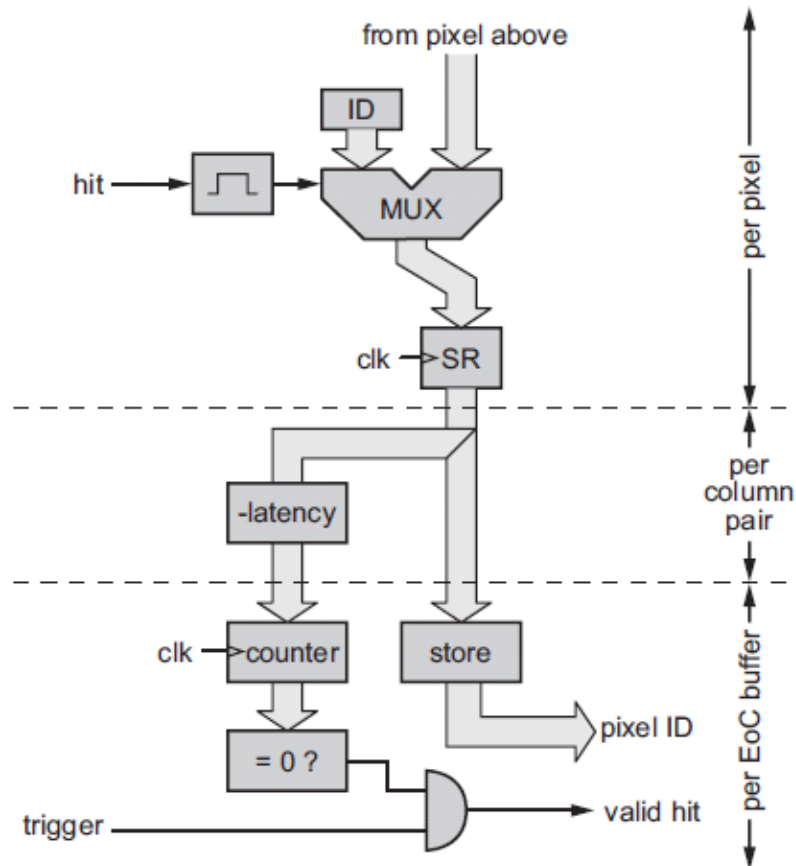 from pixel above
ID
hit
MUX
per pixel
clk
SR
per
column
pair
-latency
clk
counter
store
per EoC buffer
pixel ID
= 0 ?
valid hit
trigger